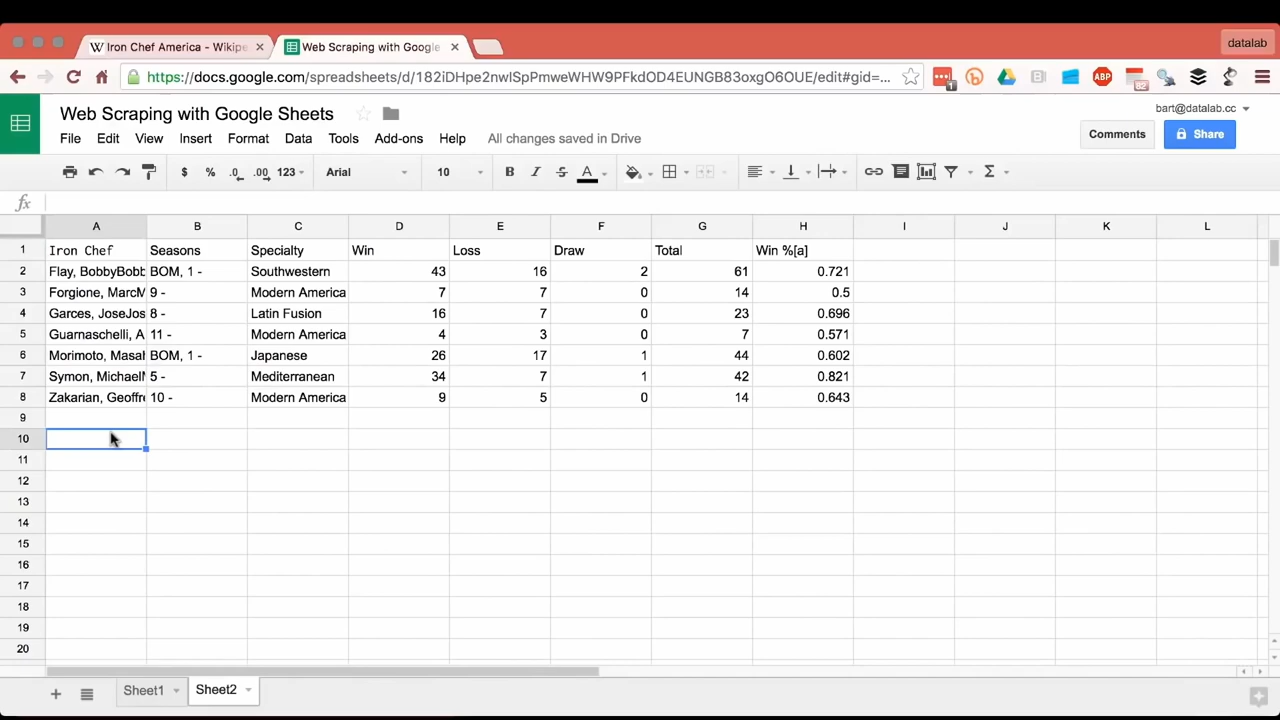 Iron Chef America - Wikipe
Web Scraping with Google
datalab
https://docs.google.com/spreadsheets/d/182iDHpe2nwlSpPmweWHW9PFkdOD4EUNGB83oxgO6OUE/edit#gid=...
1
ABP
Web Scraping with Google Sheets
bart@datalab.cc
File Edit View Insert Format Data Tools Add-ons Help All changes saved in Drive
Comments
Share
$ % .0 .00 123 Arial 10 B I S A Σ
fx
A B C D E F G H I J K L
1 Iron Chef Seasons Specialty Win Loss Draw Total Win %[a]
2 Flay, BobbyBobb BOM, 1 - Southwestern 43 16 2 61 0.721
3 Forgione, MarcM 9 - Modern America 7 7 0 14 0.5
4 Garces, JoseJos 8 - Latin Fusion 16 7 0 23 0.696
5 Guarnaschelli, A 11 - Modern America 4 3 0 7 0.571
6 Morimoto, Masah BOM, 1 - Japanese 26 17 1 44 0.602
7 Symon, MichaelM 5 - Mediterranean 34 7 1 42 0.821
8 Zakarian, Geoffre 10 - Modern America 9 5 0 14 0.643
9
10
11
12
13
14
15
16
17
18
19
20
Sheet1 Sheet2